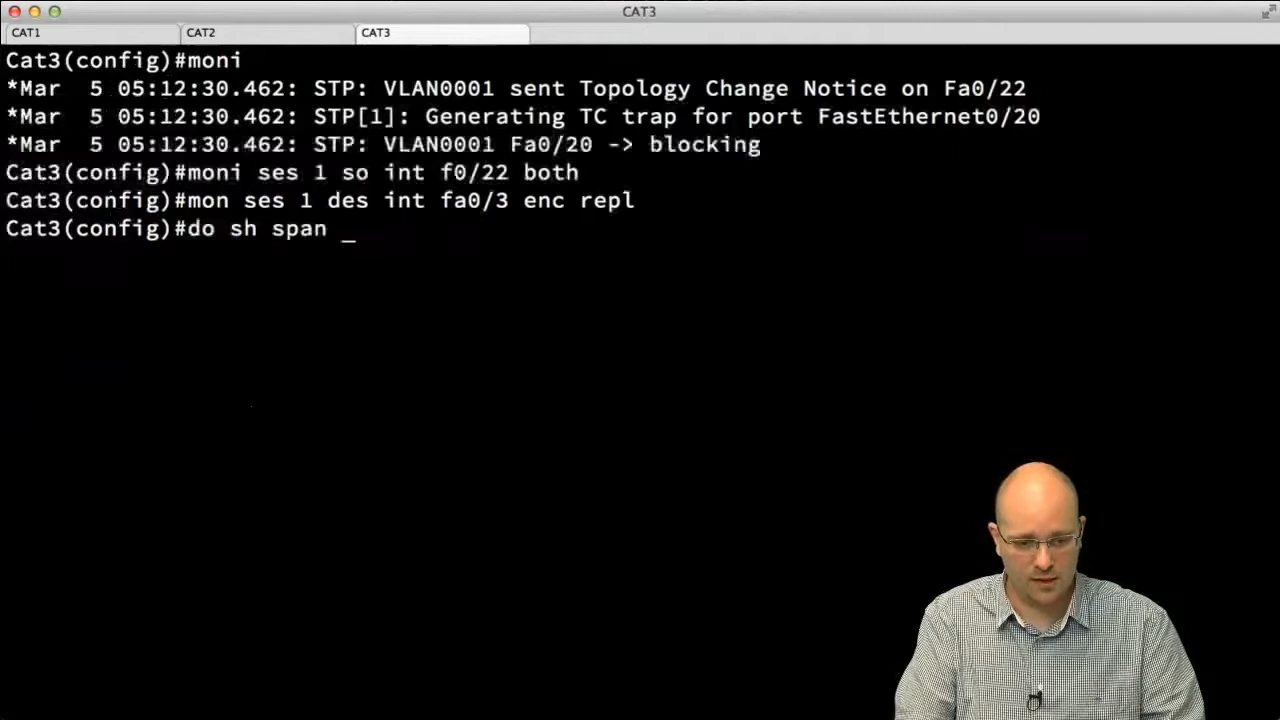 CAT3
CAT1
CAT2
CAT3
Cat3(config)#moni
*Mar  5 05:12:30.462: STP: VLAN0001 sent Topology Change Notice on Fa0/22
*Mar  5 05:12:30.462: STP[1]: Generating TC trap for port FastEthernet0/20
*Mar  5 05:12:30.462: STP: VLAN0001 Fa0/20 -> blocking
Cat3(config)#moni ses 1 so int f0/22 both
Cat3(config)#mon ses 1 des int fa0/3 enc repl
Cat3(config)#do sh span _